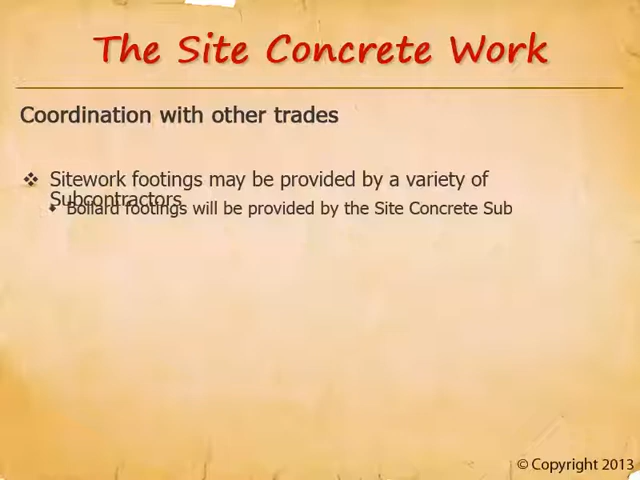 The Site Concrete Work
Coordination with other trades
❖ Sitework footings may be provided by a variety of
Subcontractors
✦ Bollard footings will be provided by the Site Concrete Sub
© Copyright 2013